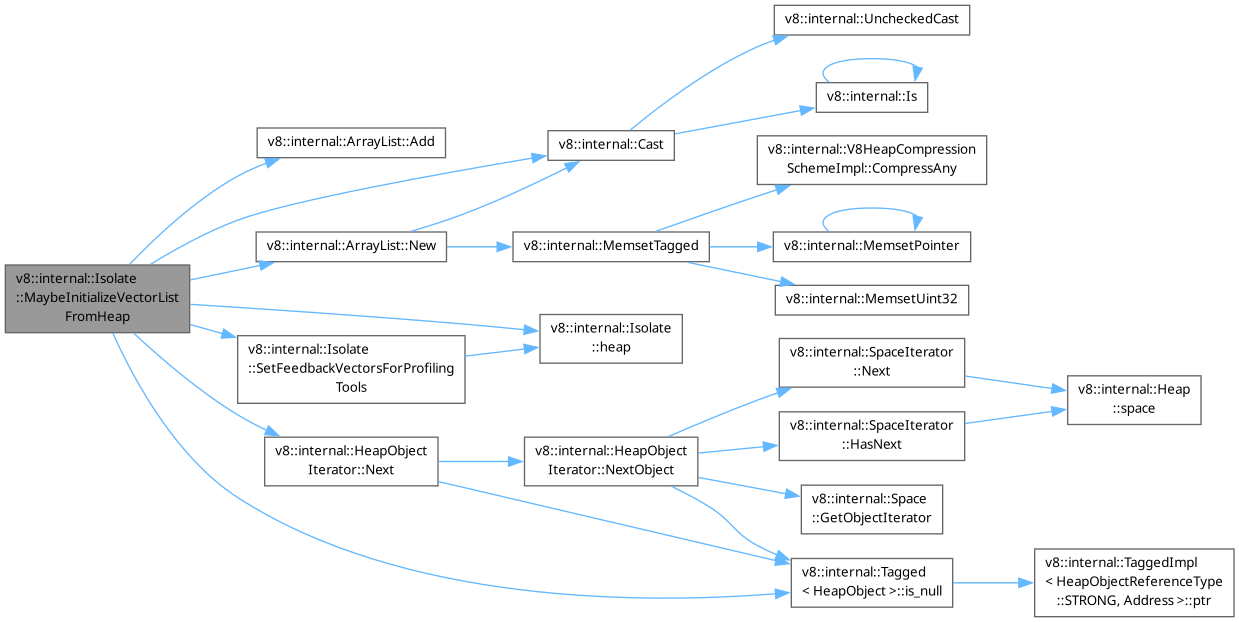 v8::internal::UncheckedCast
v8::internal::Is
v8::internal::ArrayList::Add
v8::internal::Cast
v8::internal::V8HeapCompression
SchemeImpl::CompressAny
v8::internal::ArrayList::New
v8::internal::MemsetTagged
v8::internal::MemsetPointer
v8::internal::Isolate
::MaybeInitializeVectorList
FromHeap
v8::internal::MemsetUint32
v8::internal::Isolate
::heap
v8::internal::Isolate
::SetFeedbackVectorsForProfiling
Tools
v8::internal::SpaceIterator
::Next
v8::internal::Heap
::space
v8::internal::SpaceIterator
::HasNext
v8::internal::HeapObject
Iterator::Next
v8::internal::HeapObject
Iterator::NextObject
v8::internal::Space
::GetObjectIterator
v8::internal::Tagged
< HeapObject >::is_null
v8::internal::TaggedImpl
< HeapObjectReferenceType
::STRONG, Address >::ptr